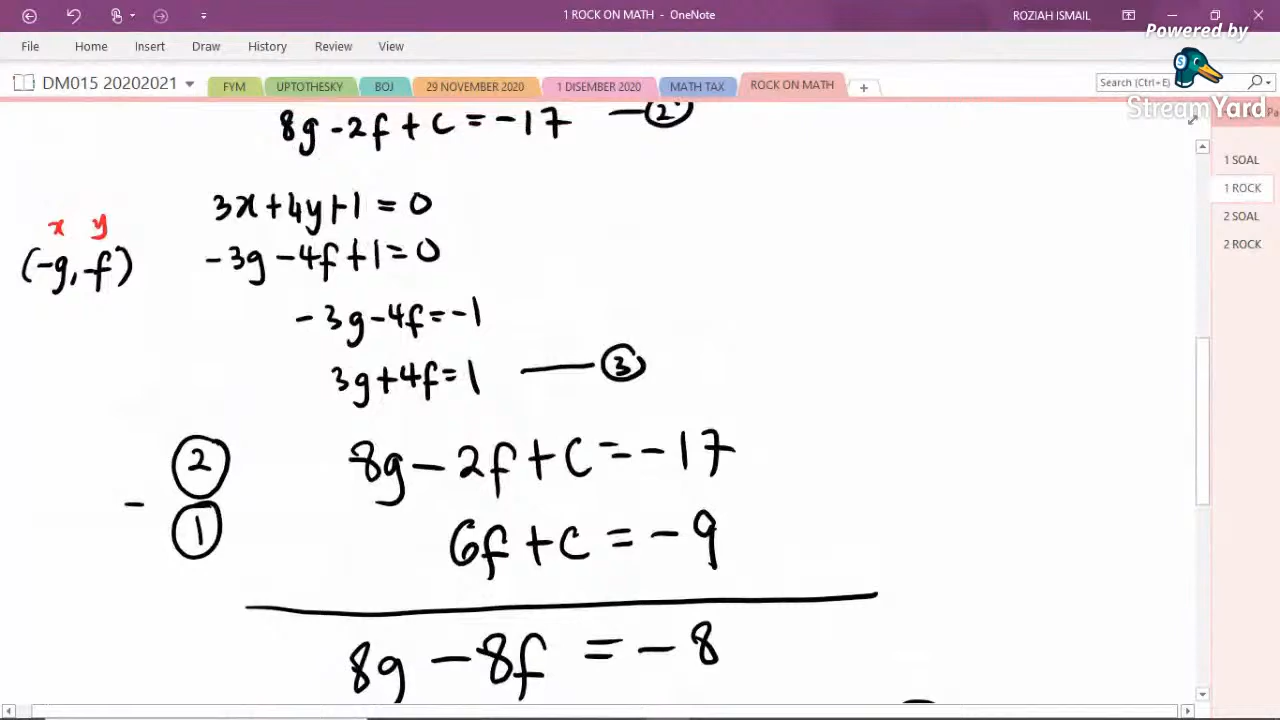 1 ROCK ON MATH - OneNote
ROZIAH ISMAIL
Powered by
File Home Insert Draw History Review View
S
StreamYard
DM015 20202021
FYM UPTOTHESKY BOJ 29 NOVEMBER 2020 1 DISEMBER 2020 MATH TAX ROCK ON MATH +
Search (Ctrl+E)
8g - 2f + c = -17 — 2
3x + 4y + 1 = 0
x y
(-g, -f)
-3g - 4f + 1 = 0
-3g - 4f = -1
3g + 4f = 1 — 3
2 8g - 2f + c = -17
-
1 6f + c = -9
8g - 8f = -8
1 SOAL
1 ROCK
2 SOAL
2 ROCK